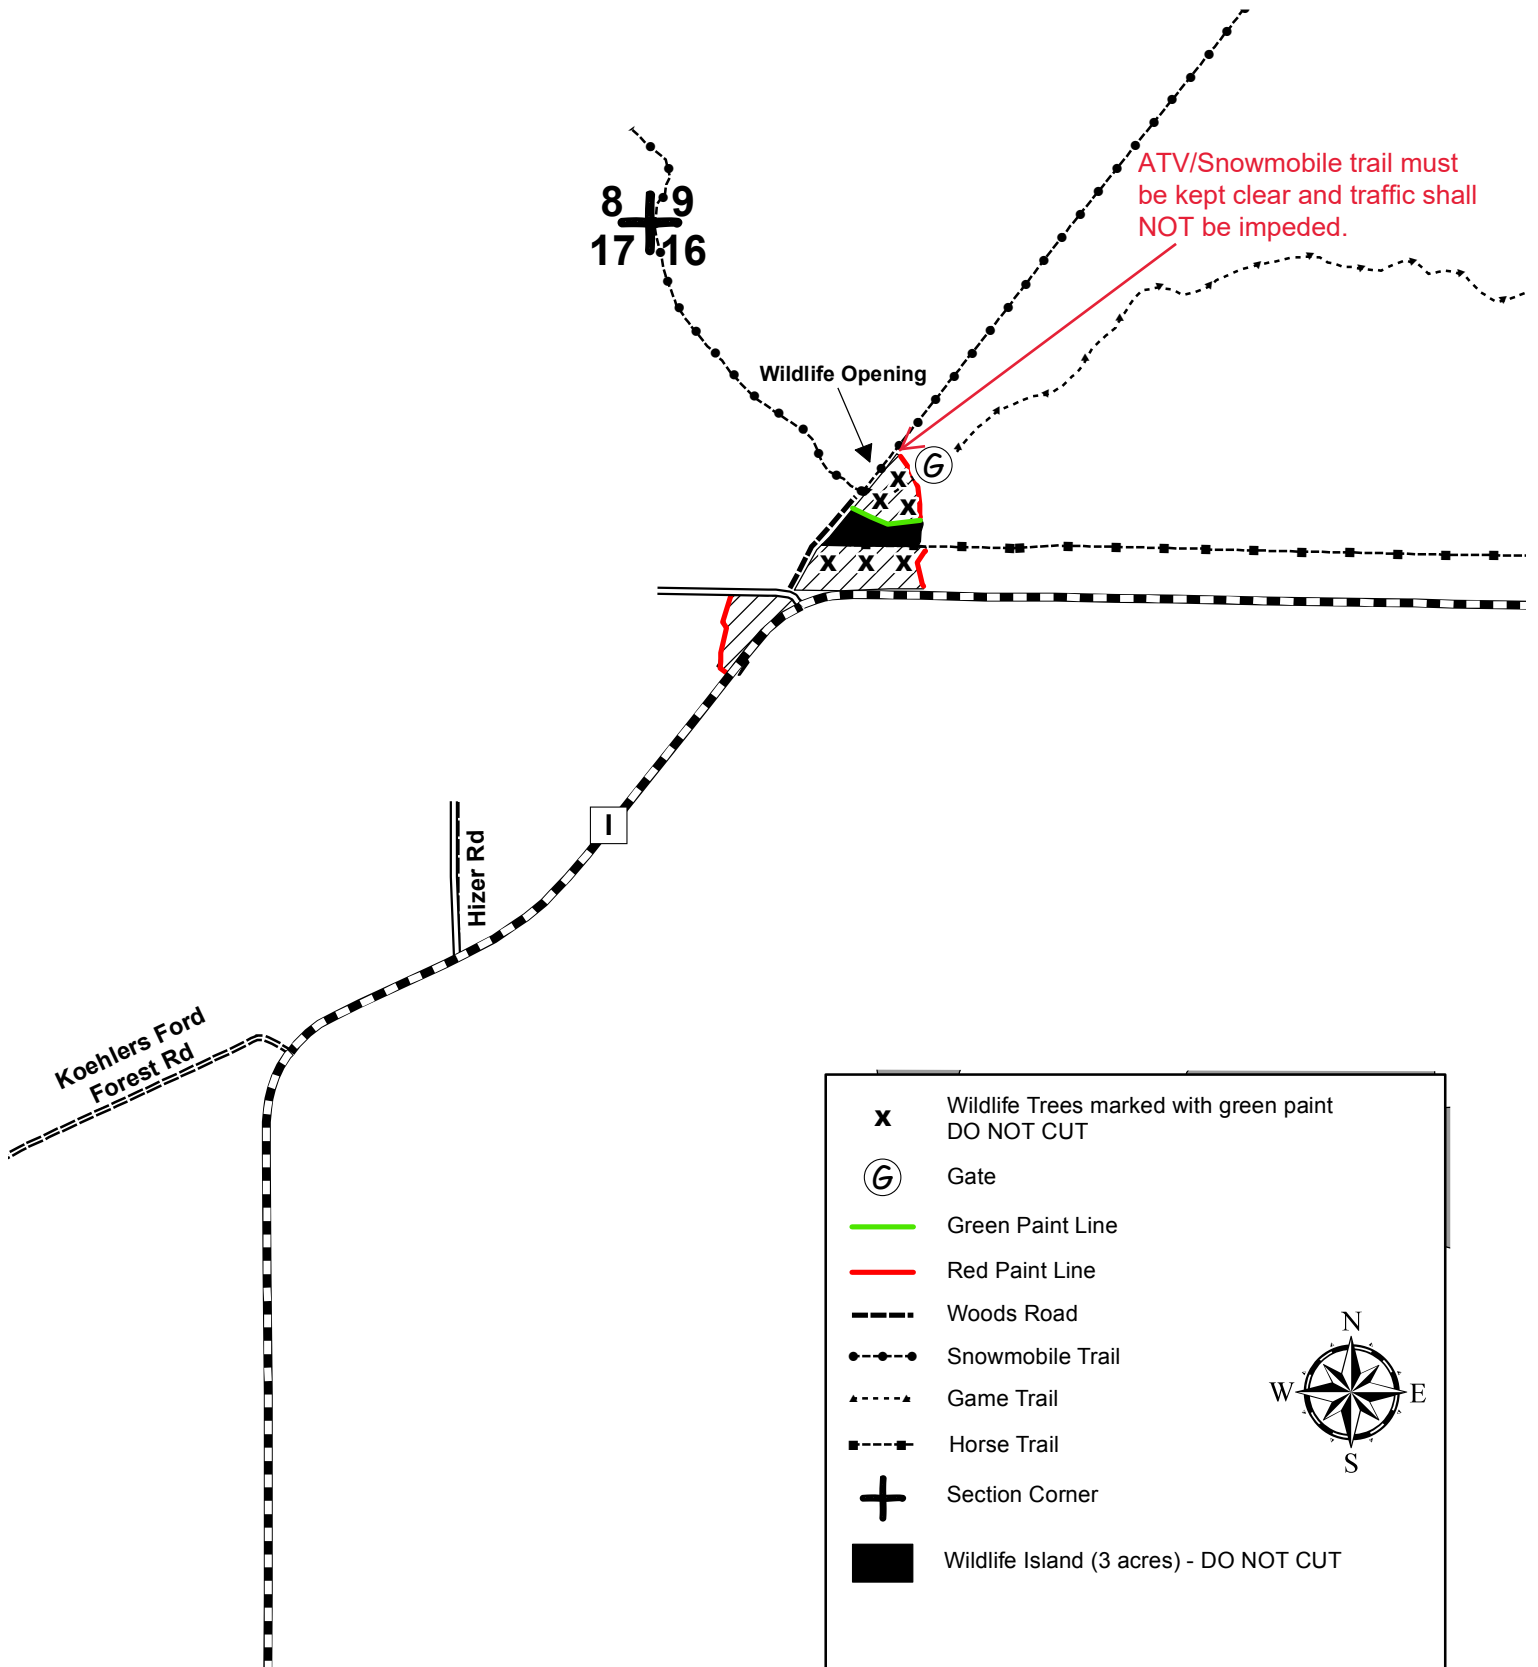 ATV/Snowmobile trail must
be kept clear and traffic shall
NOT be impeded.
8 9
17 16
Wildlife Opening
G
x
x x
x x x
I
Hizer Rd
Koehlers Ford
Forest Rd
x Wildlife Trees marked with green paint
DO NOT CUT
G Gate
Green Paint Line
Red Paint Line
Woods Road
Snowmobile Trail
Game Trail
Horse Trail
Section Corner
Wildlife Island (3 acres) - DO NOT CUT
N
W E
S